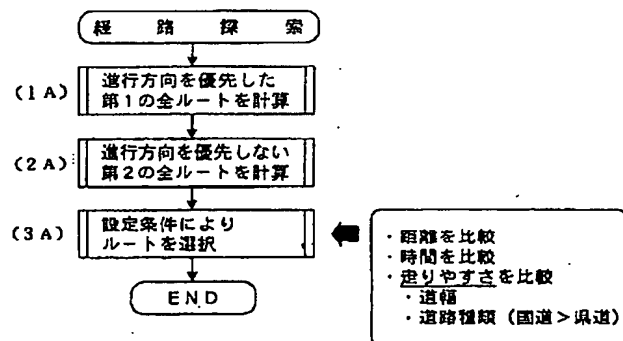 経路探索
(1A)
進行方向を優先した
第1の全ルートを計算
(2A)
進行方向を優先しない
第2の全ルートを計算
(3A)
設定条件により
ルートを選択
・距離を比較
・時間を比較
・走りやすさを比較
・道幅
・道路種類（国道＞県道）
END